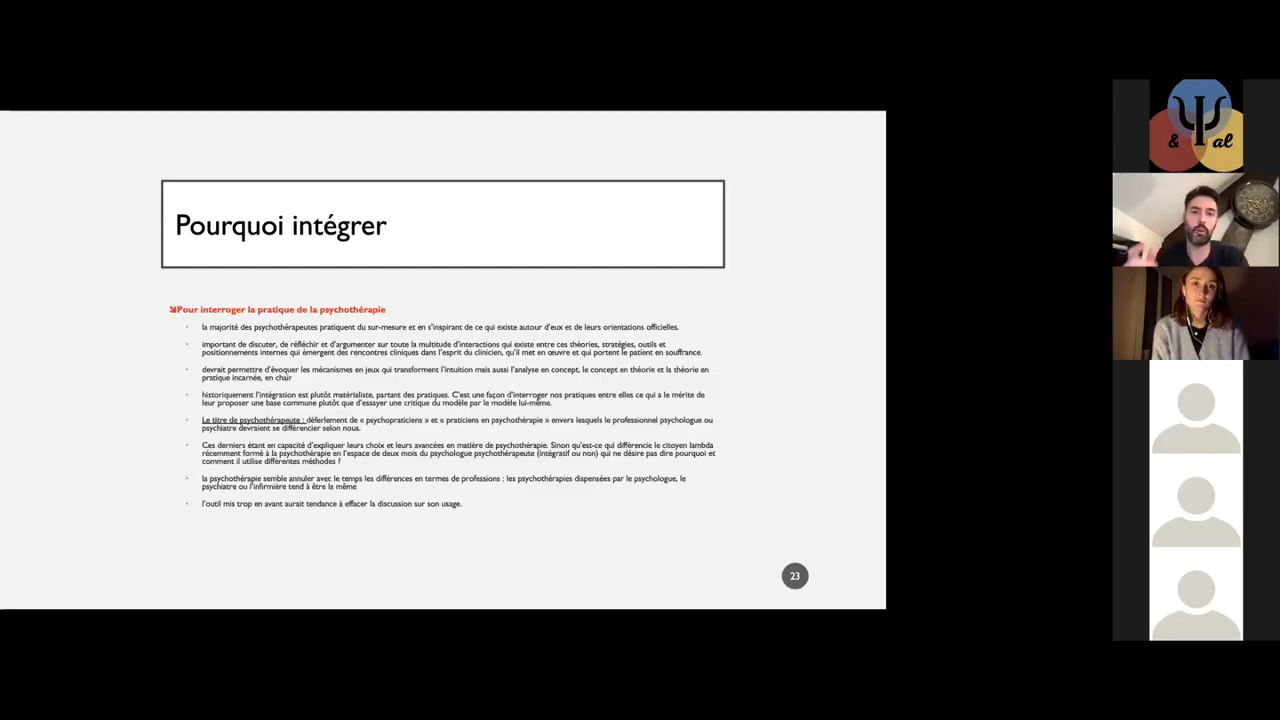 Pourquoi intégrer
Pour interroger la pratique de la psychothérapie
la majorité des psychothérapeutes pratiquent du sur-mesure et en s'inspirant de ce qui existe autour d'eux et de leurs orientations officielles.
important de discuter, de réfléchir et d'argumenter sur toute la multitude d'interactions qui existe entre ces théories, stratégies, outils et
positionnements internes qui émergent des rencontres cliniques dans l'esprit du clinicien, qu'il met en œuvre et qui portent le patient en souffrance.
devrait permettre d'évoquer les mécanismes en jeux qui transforment l'intuition mais aussi l'analyse en concept, le concept en théorie et la théorie en
pratique incarnée, en chair
historiquement l'intégration est plutôt matérialiste, partant des pratiques. C'est une façon d'interroger nos pratiques entre elles ce qui a le mérite de
leur proposer une base commune plutôt que d'essayer une critique du modèle par le modèle lui-même.
Le titre de psychothérapeute : déferlement de « psychopraticiens » et « praticiens en psychothérapie » envers lesquels le professionnel psychologue ou
psychiatre devraient se différencier selon nous.
Ces derniers étant en capacité d'expliquer leurs choix et leurs avancées en matière de psychothérapie. Sinon qu'est-ce qui différencie le citoyen lambda
récemment formé à la psychothérapie en l'espace de deux mois du psychologue psychothérapeute (intégratif ou non) qui ne désire pas dire pourquoi et
comment il utilise différentes méthodes ?
la psychothérapie semble annuler avec le temps les différences en termes de professions : les psychothérapies dispensées par le psychologue, le
psychiatre ou l'infirmière tend à être la même
l'outil mis trop en avant aurait tendance à effacer la discussion sur son usage.
23
Ψ
& al